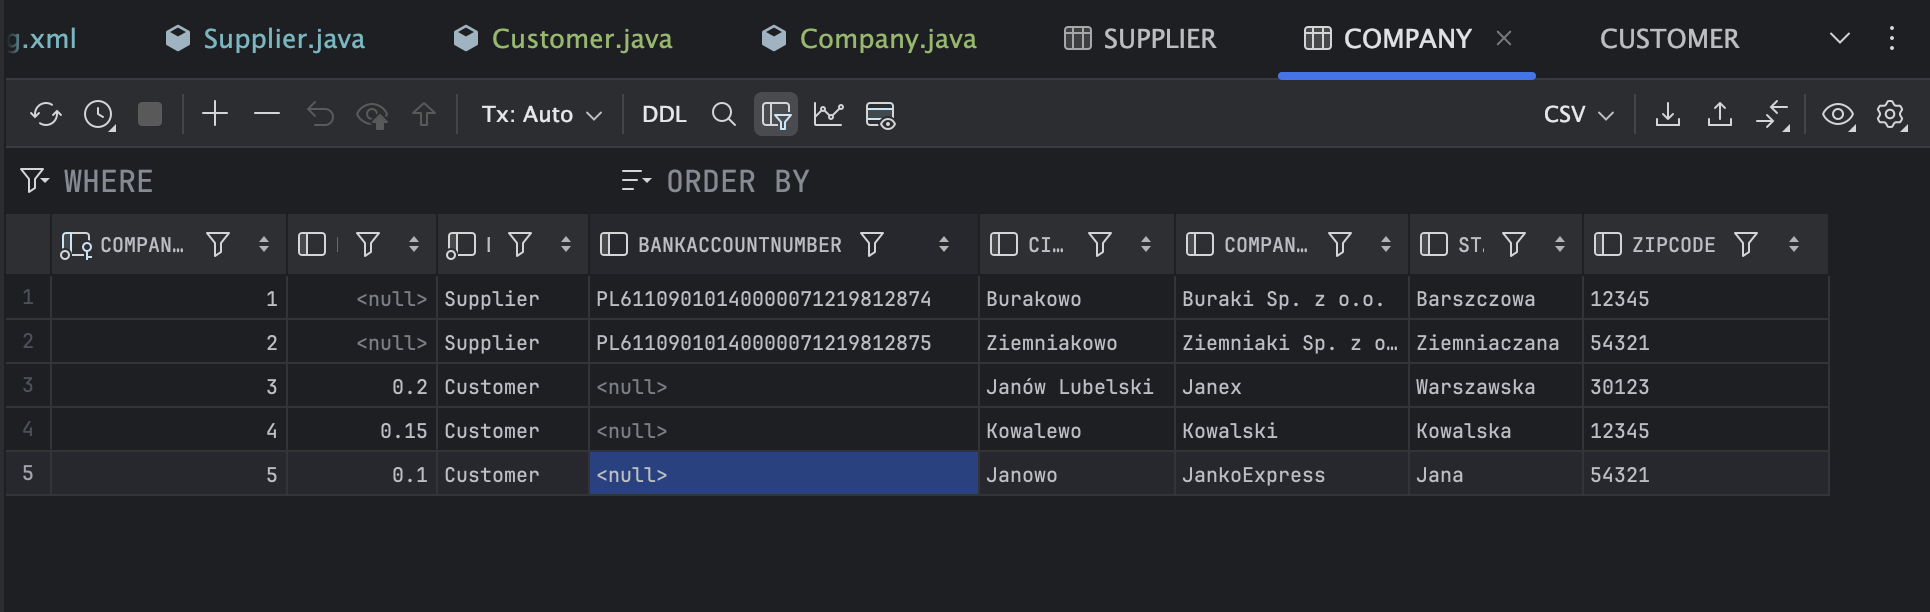 g.xml Supplier.java Customer.java Company.java SUPPLIER COMPANY CUSTOMER
Tx: Auto DDL CSV
WHERE ORDER BY
COMPAN… BANKACCOUNTNUMBER CI… COMPAN… ST. ZIPCODE
1 1 <null> Supplier PL61109010140000071219812874 Burakowo Buraki Sp. z o.o. Barszczowa 12345
2 2 <null> Supplier PL61109010140000071219812875 Ziemniakowo Ziemniaki Sp. z o… Ziemniaczana 54321
3 3 0.2 Customer <null> Janów Lubelski Janex Warszawska 30123
4 4 0.15 Customer <null> Kowalewo Kowalski Kowalska 12345
5 5 0.1 Customer <null> Janowo JankoExpress Jana 54321